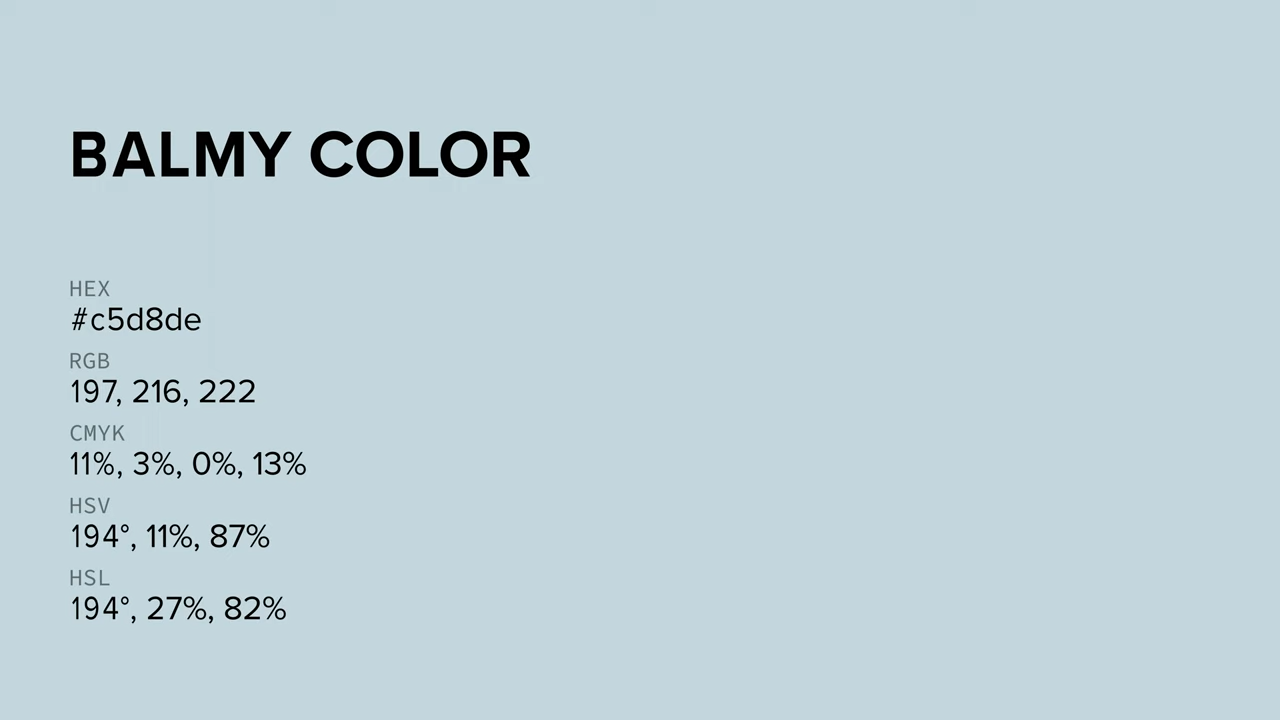 BALMY COLOR
HEX
#c5d8de
RGB
197, 216, 222
CMYK
11%, 3%, 0%, 13%
HSV
194°, 11%, 87%
HSL
194°, 27%, 82%